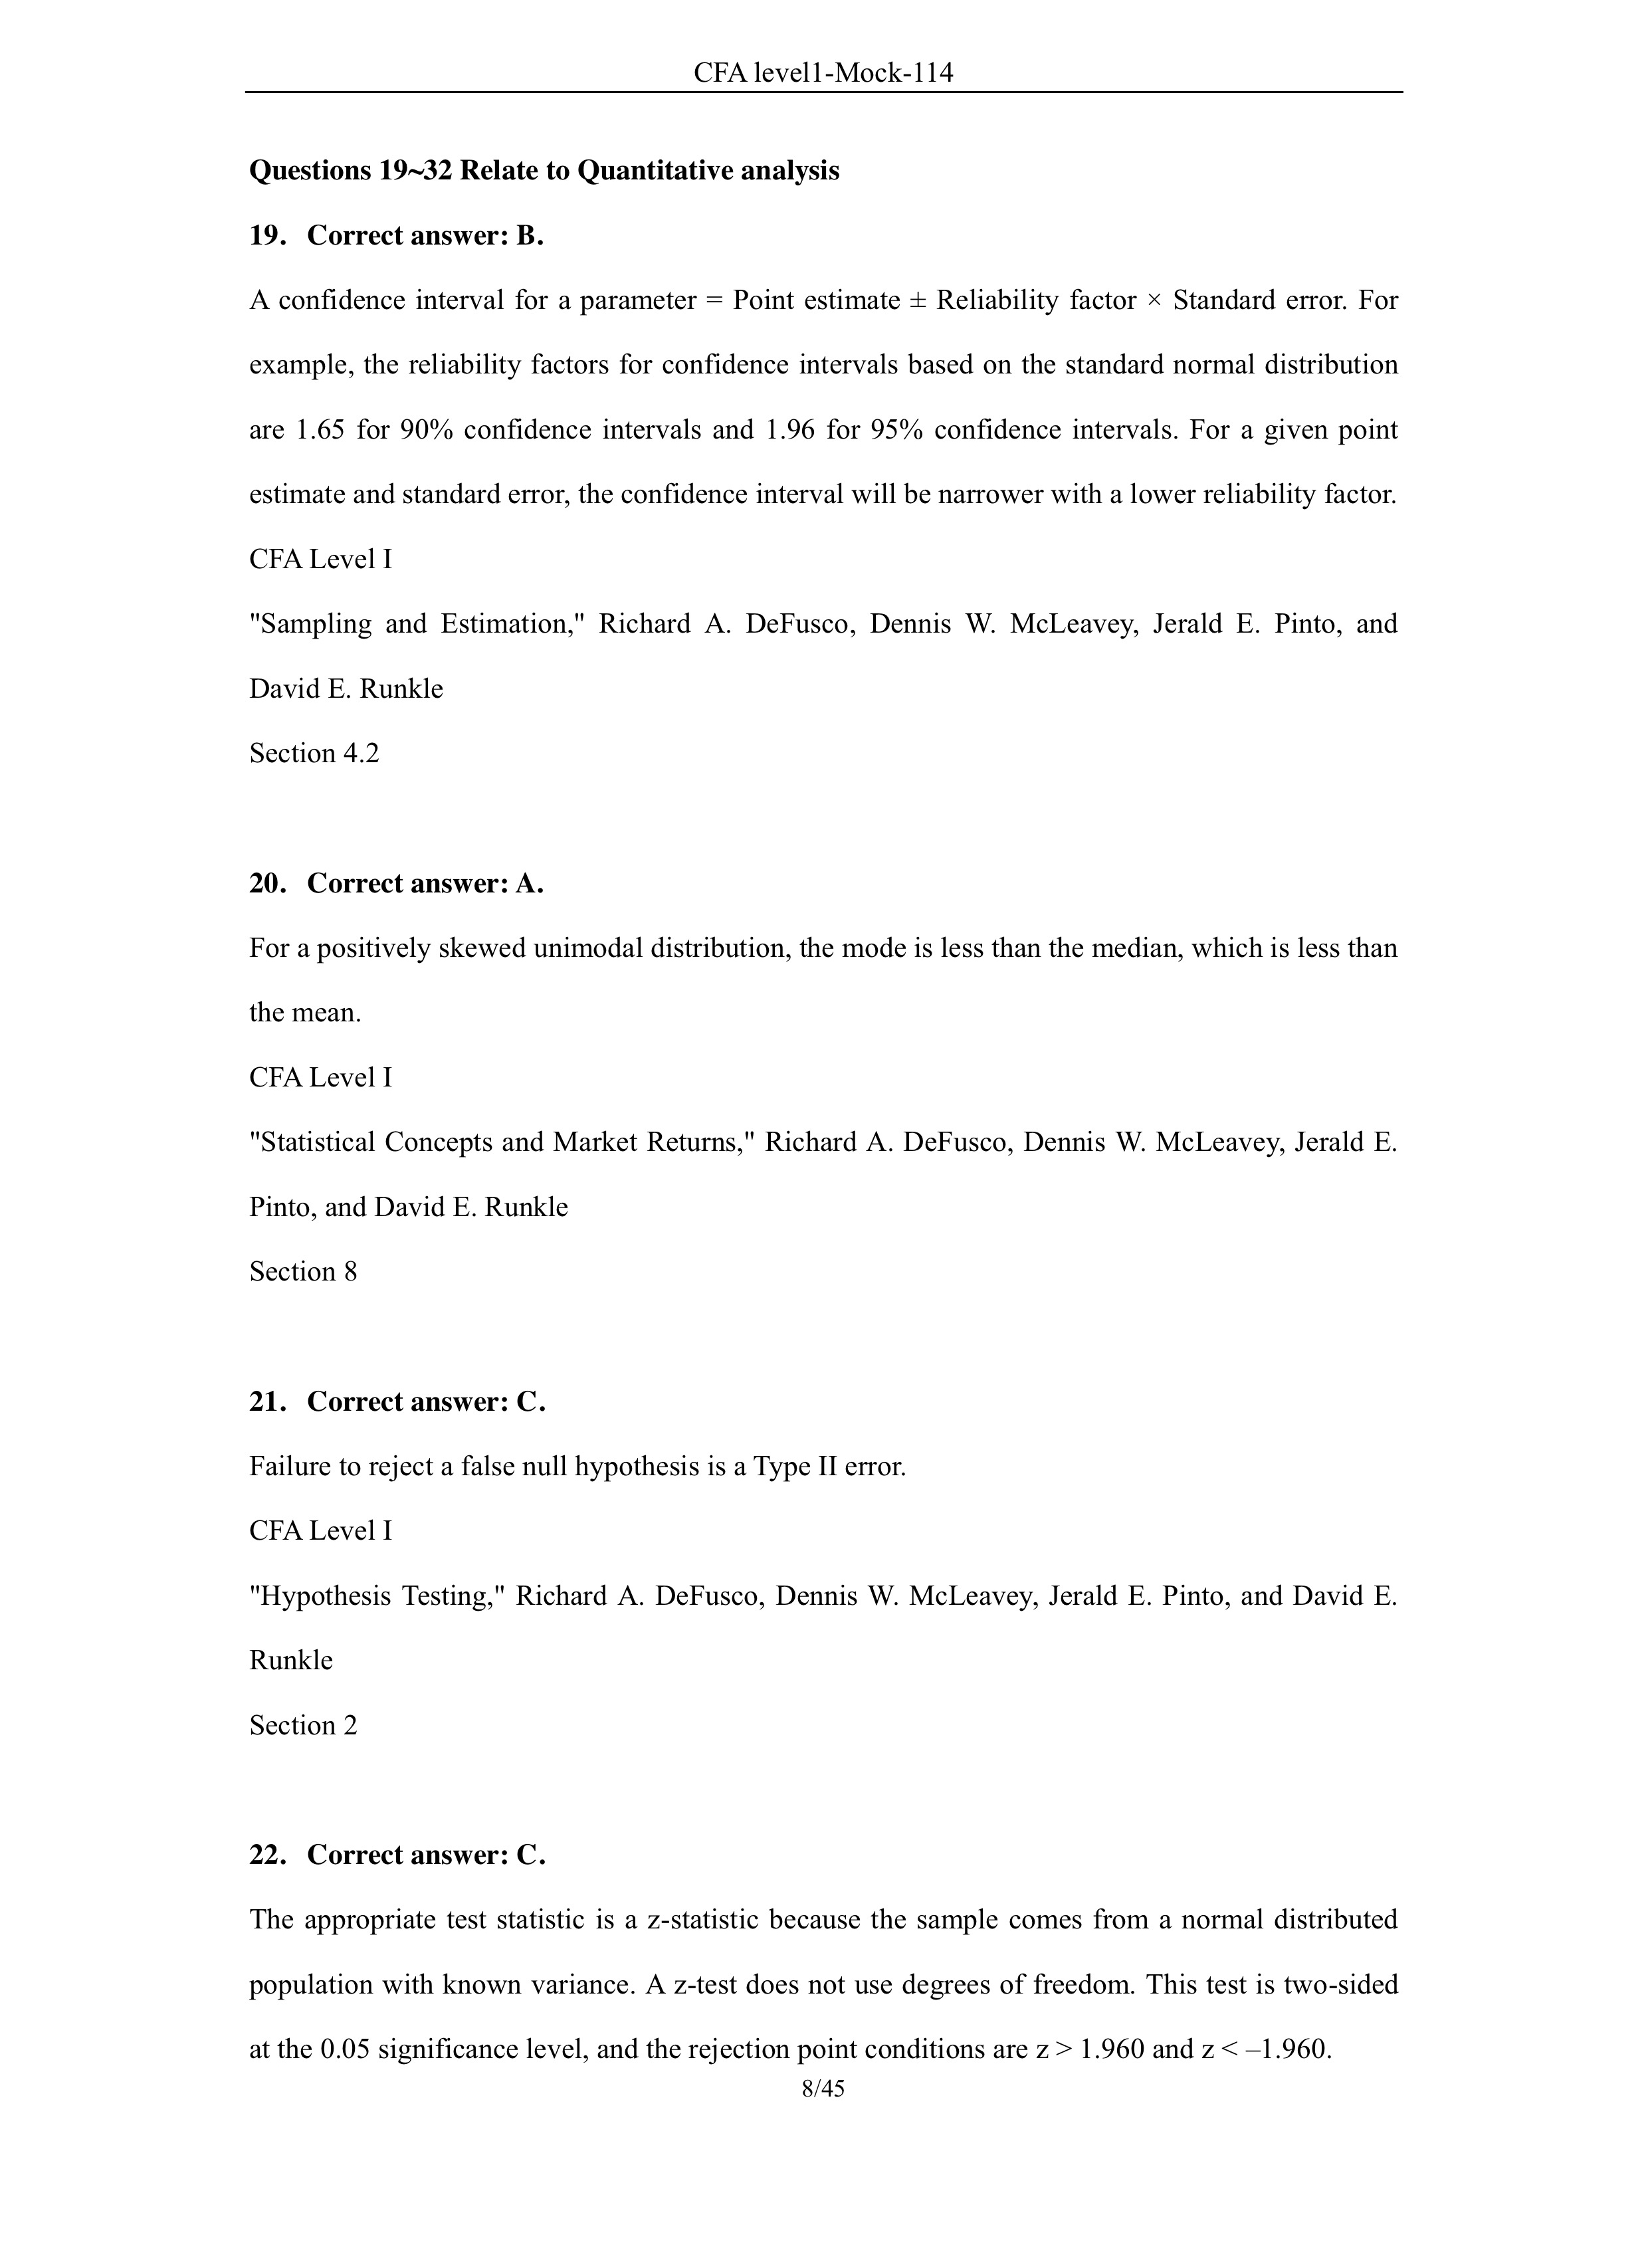 CFA level1-Mock-114
Questions 19~32 Relate to Quantitative analysis
19. Correct answer: B.
A confidence interval for a parameter = Point estimate ± Reliability factor × Standard error. For
example, the reliability factors for confidence intervals based on the standard normal distribution
are 1.65 for 90% confidence intervals and 1.96 for 95% confidence intervals. For a given point
estimate and standard error, the confidence interval will be narrower with a lower reliability factor.
CFA Level I
"Sampling and Estimation," Richard A. DeFusco, Dennis W. McLeavey, Jerald E. Pinto, and
David E. Runkle
Section 4.2
20. Correct answer: A.
For a positively skewed unimodal distribution, the mode is less than the median, which is less than
the mean.
CFA Level I
"Statistical Concepts and Market Returns," Richard A. DeFusco, Dennis W. McLeavey, Jerald E.
Pinto, and David E. Runkle
Section 8
21. Correct answer: C.
Failure to reject a false null hypothesis is a Type II error.
CFA Level I
"Hypothesis Testing," Richard A. DeFusco, Dennis W. McLeavey, Jerald E. Pinto, and David E.
Runkle
Section 2
22. Correct answer: C.
The appropriate test statistic is a z-statistic because the sample comes from a normal distributed
population with known variance. A z-test does not use degrees of freedom. This test is two-sided
at the 0.05 significance level, and the rejection point conditions are z > 1.960 and z < –1.960.
8/45